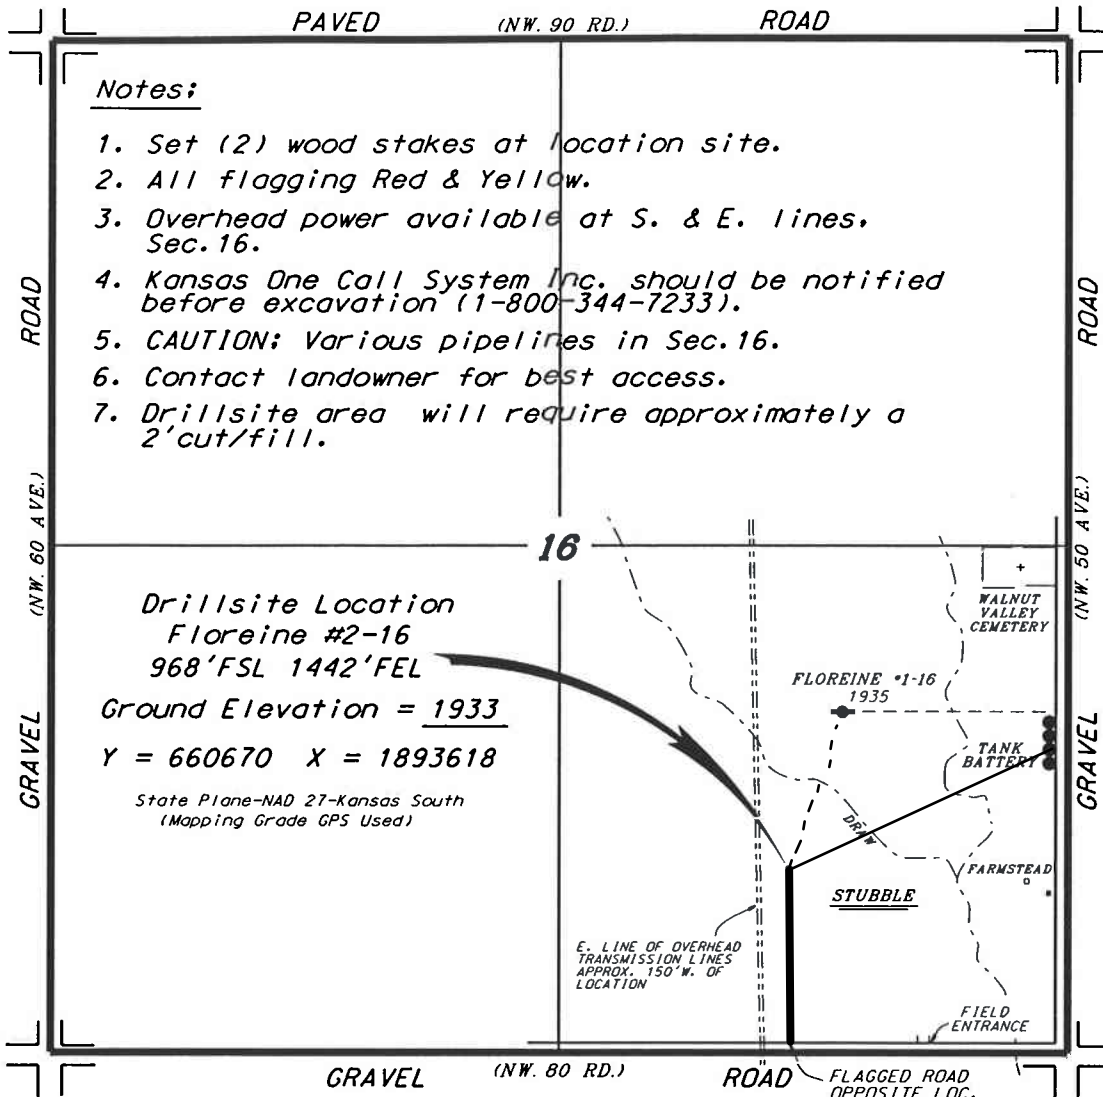 PAVED (NW. 90 RD.) ROAD
Notes:
1. Set (2) wood stakes at location site.
2. All flagging Red & Yellow.
3. Overhead power available at S. & E. lines,
Sec.16.
4. Kansas One Call System Inc. should be notified
before excavation (1-800-344-7233).
5. CAUTION: Various pipelines in Sec.16.
6. Contact landowner for best access.
7. Drillsite area will require approximately a
2'cut/fill.
ROAD
(NW. 60 AVE.)
GRAVEL
ROAD
(NW. 50 AVE.)
GRAVEL
16
Drillsite Location
Floreine #2-16
968'FSL 1442'FEL
Ground Elevation = 1933
Y = 660670 X = 1893618
State Plane-NAD 27-Kansas South
(Mapping Grade GPS Used)
WALNUT
VALLEY
CEMETERY
FLOREINE #1-16
1935
TANK
BATTERY
DRAW
FARMSTEAD
STUBBLE
E. LINE OF OVERHEAD
TRANSMISSION LINES
APPROX. 150'W. OF
LOCATION
FIELD
ENTRANCE
GRAVEL (NW. 80 RD.) ROAD
FLAGGED ROAD
OPPOSITE LOC.